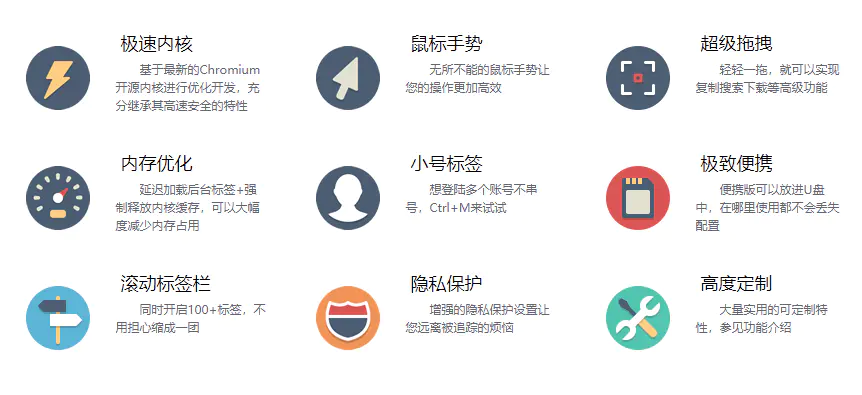 极速内核
基于最新的Chromium
开源内核进行优化开发，充
分继承其高速安全的特性
鼠标手势
无所不能的鼠标手势让
您的操作更加高效
超级拖拽
轻轻一拖，就可以实现
复制搜索下载等高级功能
内存优化
延迟加载后台标签+强
制释放内核缓存，可以大幅
度减少内存占用
小号标签
想登陆多个账号不串
号，Ctrl+M来试试
极致便携
便携版可以放进U盘
中，在哪里使用都不会丢失
配置
滚动标签栏
同时开启100+标签，不
用担心缩成一团
隐私保护
增强的隐私保护设置让
您远离被追踪的烦恼
高度定制
大量实用的可定制特
性，参见功能介绍